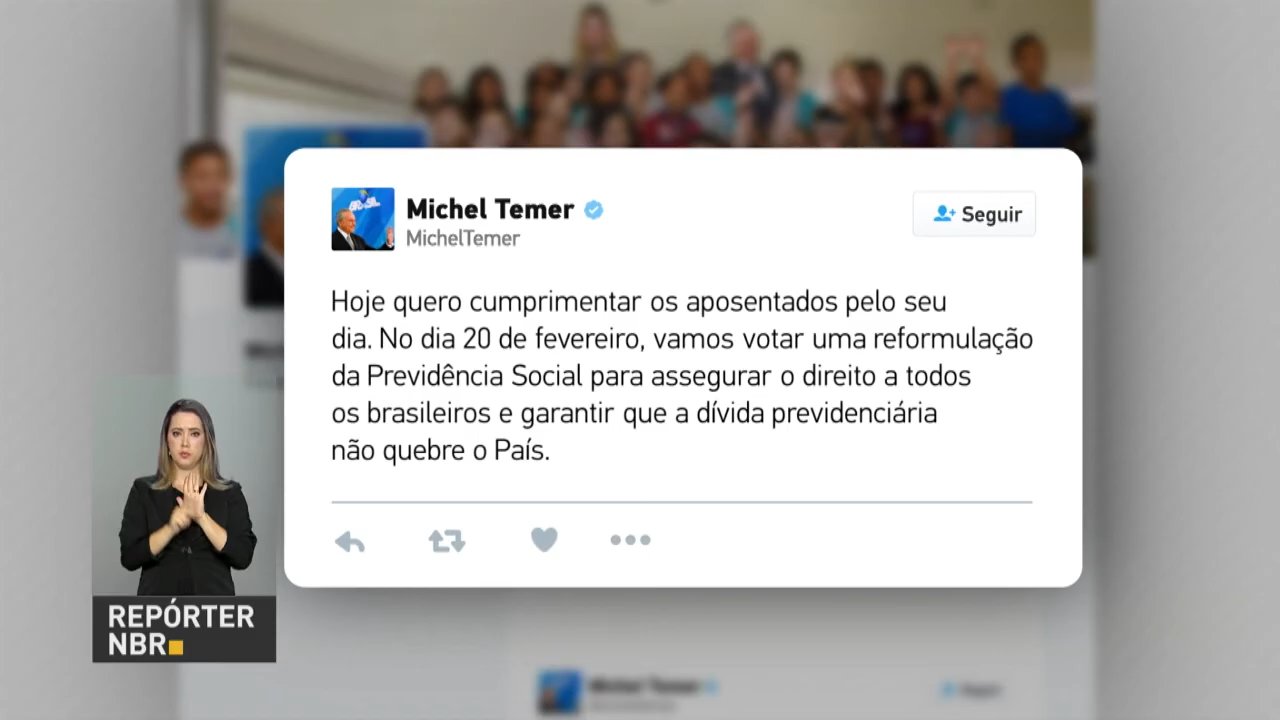 Michel Temer
MichelTemer
Seguir
Hoje quero cumprimentar os aposentados pelo seu
dia. No dia 20 de fevereiro, vamos votar uma reformulação
da Previdência Social para assegurar o direito a todos
os brasileiros e garantir que a dívida previdenciária
não quebre o País.
REPÓRTER
NBR
Michel Temer